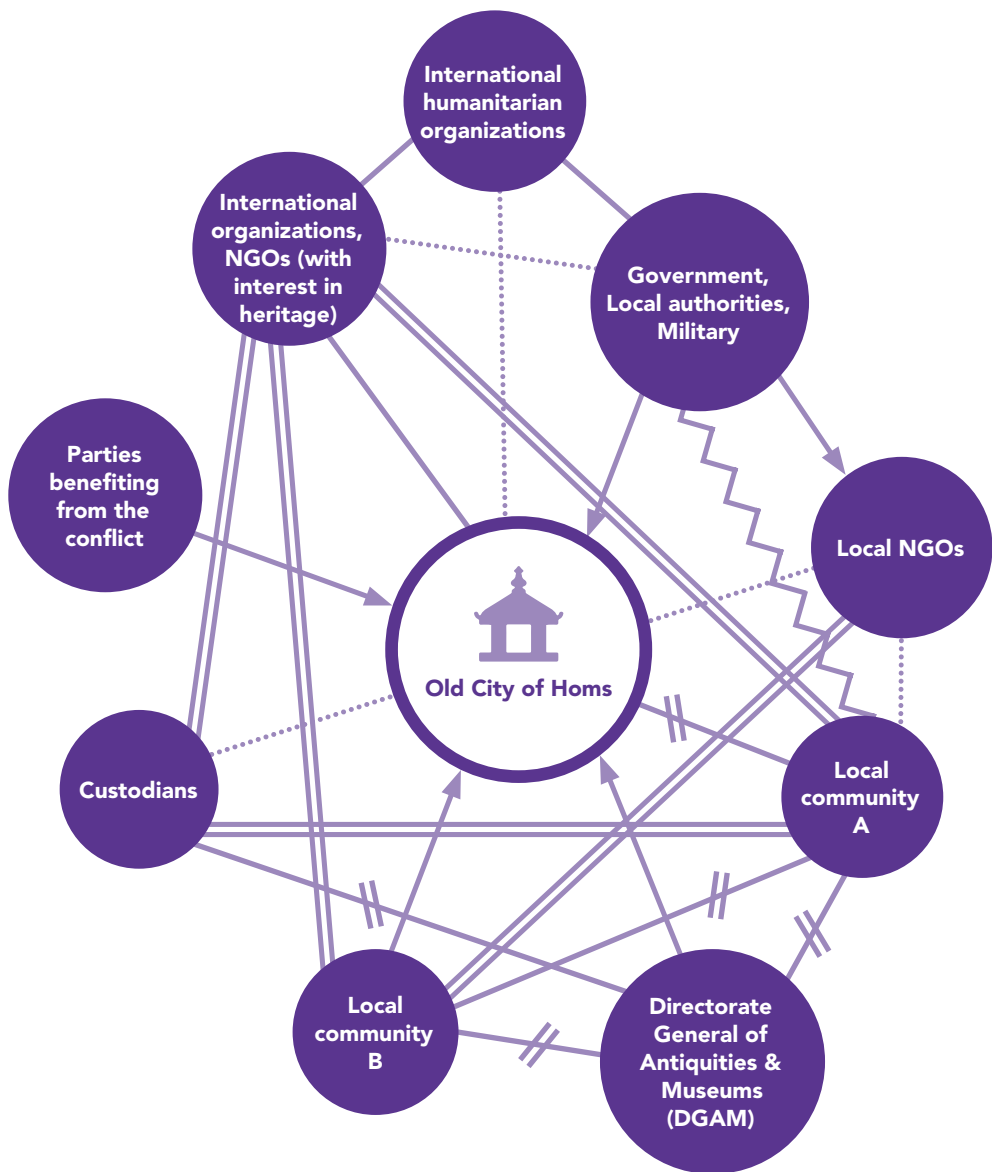 International
humanitarian
organizations
International
organizations,
NGOs (with
interest in
heritage)
Government,
Local authorities,
Military
Parties
benefiting
from the
conflict
Local NGOs
Old City of Homs
Custodians
Local
community
A
Local
community
B
Directorate
General of
Antiquities &
Museums
(DGAM)